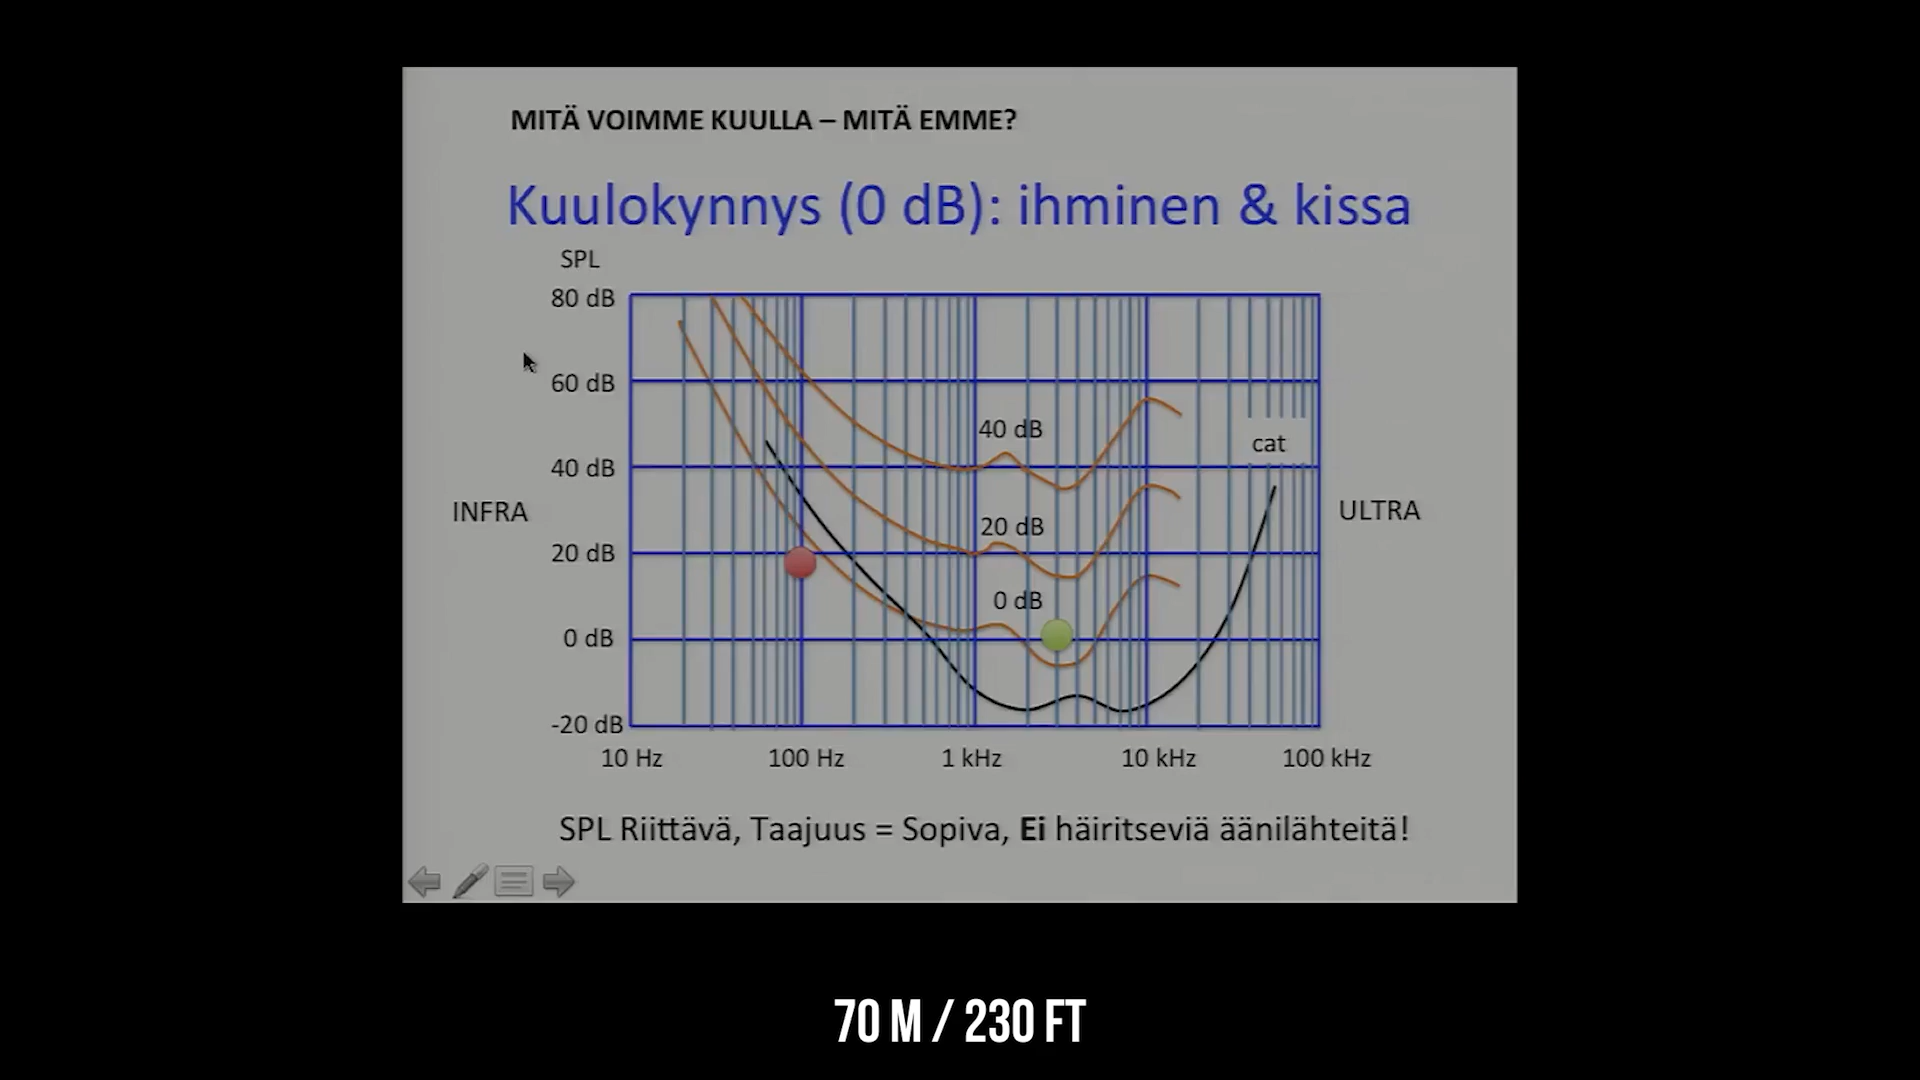 MITÄ VOIMME KUULLA – MITÄ EMME?
Kuulokynnys (0 dB): ihminen & kissa
SPL
80 dB
60 dB
40 dB
20 dB
0 dB
-20 dB
INFRA
40 dB
20 dB
0 dB
cat
ULTRA
10 Hz 100 Hz 1 kHz 10 kHz 100 kHz
SPL Riittävä, Taajuus = Sopiva, Ei häiritseviä äänilähteitä!
70 M / 230 FT